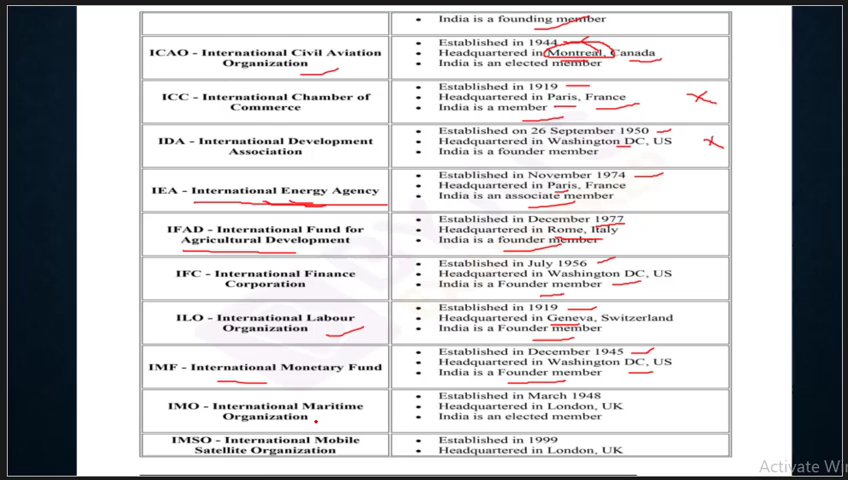 India is a founding member
ICAO - International Civil Aviation Organization
Established in 1944
Headquartered in Montreal, Canada
India is an elected member
ICC - International Chamber of Commerce
Established in 1919
Headquartered in Paris, France
India is a member
IDA - International Development Association
Established on 26 September 1950
Headquartered in Washington DC, US
India is a founder member
IEA - International Energy Agency
Established in November 1974
Headquartered in Paris, France
India is an associate member
IFAD - International Fund for Agricultural Development
Established in December 1977
Headquartered in Rome, Italy
India is a founder member
IFC - International Finance Corporation
Established in July 1956
Headquartered in Washington DC, US
India is a Founder member
ILO - International Labour Organization
Established in 1919
Headquartered in Geneva, Switzerland
India is a Founder member
IMF - International Monetary Fund
Established in December 1945
Headquartered in Washington DC, US
India is a Founder member
IMO - International Maritime Organization
Established in March 1948
Headquartered in London, UK
India is an elected member
IMSO - International Mobile Satellite Organization
Established in 1999
Headquartered in London, UK
Activate